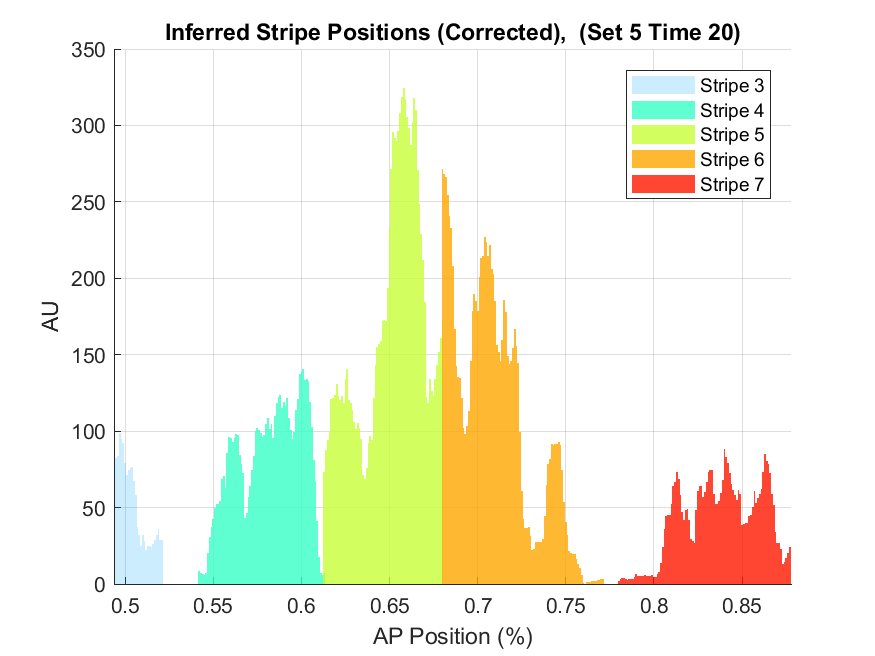 Inferred Stripe Positions (Corrected),  (Set 5 Time 20)
350
300
250
200
150
100
50
0
AU
Stripe 3
Stripe 4
Stripe 5
Stripe 6
Stripe 7
0.5 0.55 0.6 0.65 0.7 0.75 0.8 0.85
AP Position (%)